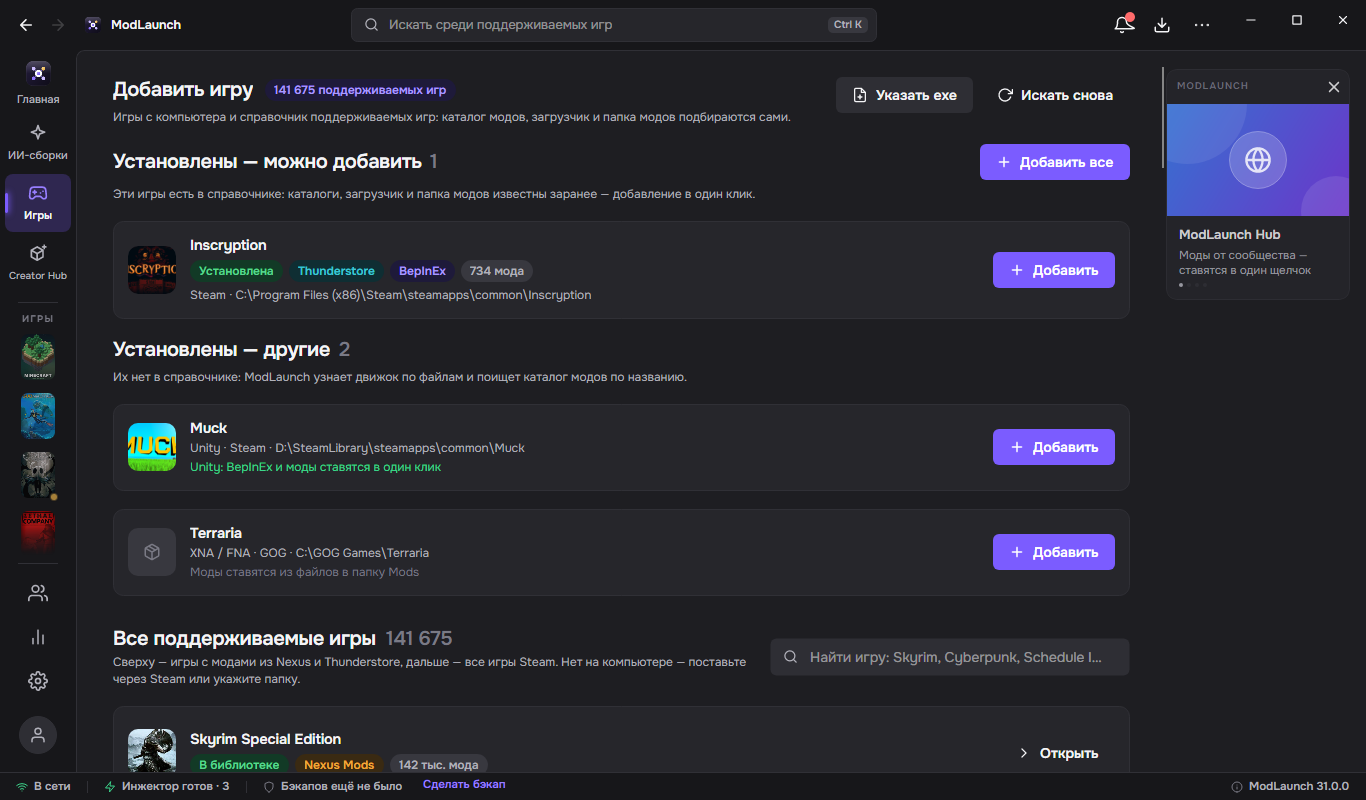 ModLaunch
Искать среди поддерживаемых игр
Ctrl K
Главная
ИИ-сборки
Игры
Creator Hub
ИГРЫ
MINECRAFT
LETHAL
COMPANY
Добавить игру
141 675 поддерживаемых игр
Указать exe
Искать снова
Игры с компьютера и справочник поддерживаемых игр: каталог модов, загрузчик и папка модов подбираются сами.
Установлены — можно добавить 1
Добавить все
Эти игры есть в справочнике: каталоги, загрузчик и папка модов известны заранее — добавление в один клик.
Inscryption
Установлена
Thunderstore
BepInEx
734 мода
Steam · C:\Program Files (x86)\Steam\steamapps\common\Inscryption
Добавить
Установлены — другие 2
Их нет в справочнике: ModLaunch узнает движок по файлам и поищет каталог модов по названию.
MUCK
Muck
Unity · Steam · D:\SteamLibrary\steamapps\common\Muck
Unity: BepInEx и моды ставятся в один клик
Добавить
Terraria
XNA / FNA · GOG · C:\GOG Games\Terraria
Моды ставятся из файлов в папку Mods
Добавить
Все поддерживаемые игры 141 675
Сверху — игры с модами из Nexus и Thunderstore, дальше — все игры Steam. Нет на компьютере — поставьте
через Steam или укажите папку.
Найти игру: Skyrim, Cyberpunk, Schedule I...
Skyrim Special Edition
В библиотеке
Nexus Mods
142 тыс. мода
Открыть
MODLAUNCH
ModLaunch Hub
Моды от сообщества —
ставятся в один щелчок
В сети
Инжектор готов · 3
Бэкапов ещё не было
Сделать бэкап
ModLaunch 31.0.0